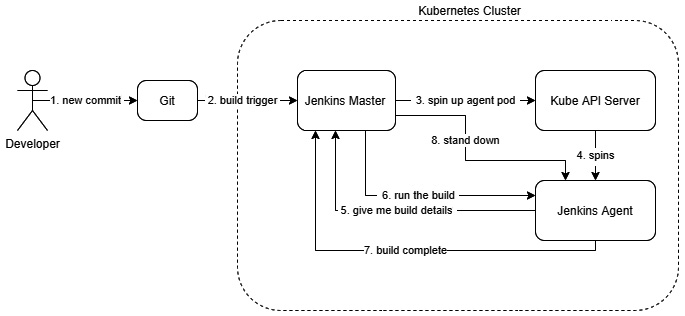 Kubernetes Cluster
1. new commit
Git
2. build trigger
Jenkins Master
3. spin up agent pod
Kube API Server
Developer
8. stand down
4. spins
6. run the build
5. give me build details
Jenkins Agent
7. build complete